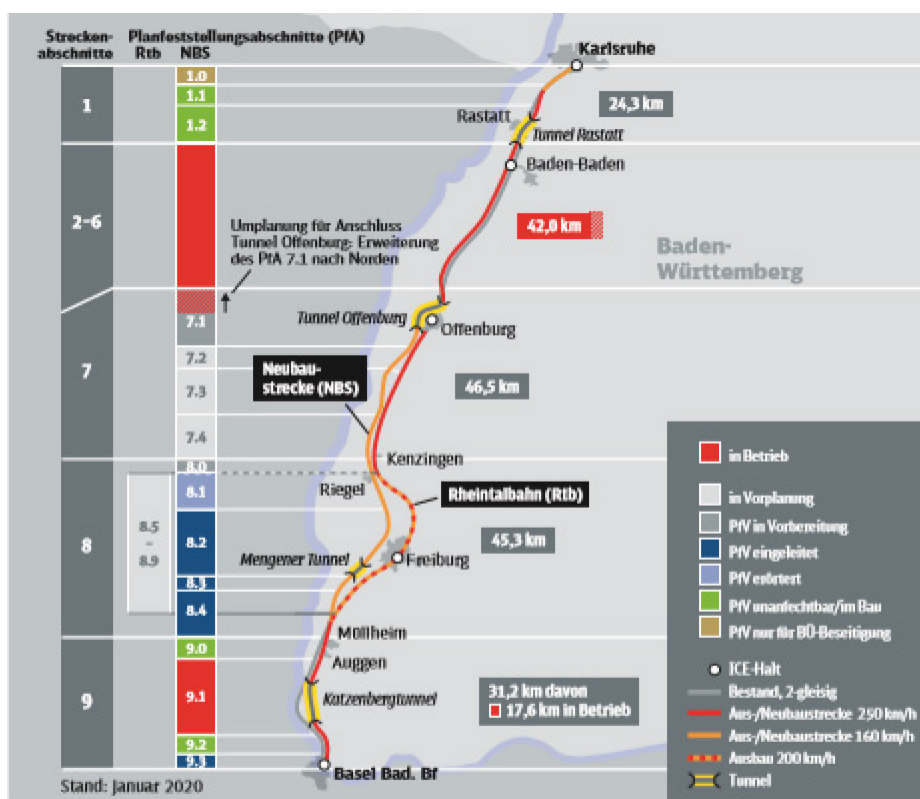 Strecken-
abschnitte
Planfeststellungsabschnitte (PfA)
Rtb NBS
1
1.0
1.1
1.2
2–6
7
7.1
7.2
7.3
7.4
8
8.5
–
8.9
8.0
8.1
8.2
8.3
8.4
9
9.0
9.1
9.2
9.3
Umplanung für Anschluss
Tunnel Offenburg: Erweiterung
des PfA 7.1 nach Norden
Karlsruhe
24,3 km
Rastatt
Tunnel Rastatt
Baden-Baden
42,0 km
Baden-
Württemberg
Tunnel Offenburg
Offenburg
Neubau-
strecke (NBS)
46,5 km
Kenzingen
Riegel
Rheintalbahn (Rtb)
45,3 km
Mengener Tunnel
Freiburg
Müllheim
Auggen
Katzenbergtunnel
31,2 km davon
17,6 km in Betrieb
Basel Bad. Bf
Stand: Januar 2020
in Betrieb
in Vorplanung
PfV in Vorbereitung
PfV eingeleitet
PfV erörtert
PfV unanfechtbar/im Bau
PfV nur für BÜ-Beseitigung
ICE-Halt
Bestand, 2-gleisig
Aus-/Neubaustrecke 250 km/h
Aus-/Neubaustrecke 160 km/h
Ausbau 200 km/h
Tunnel